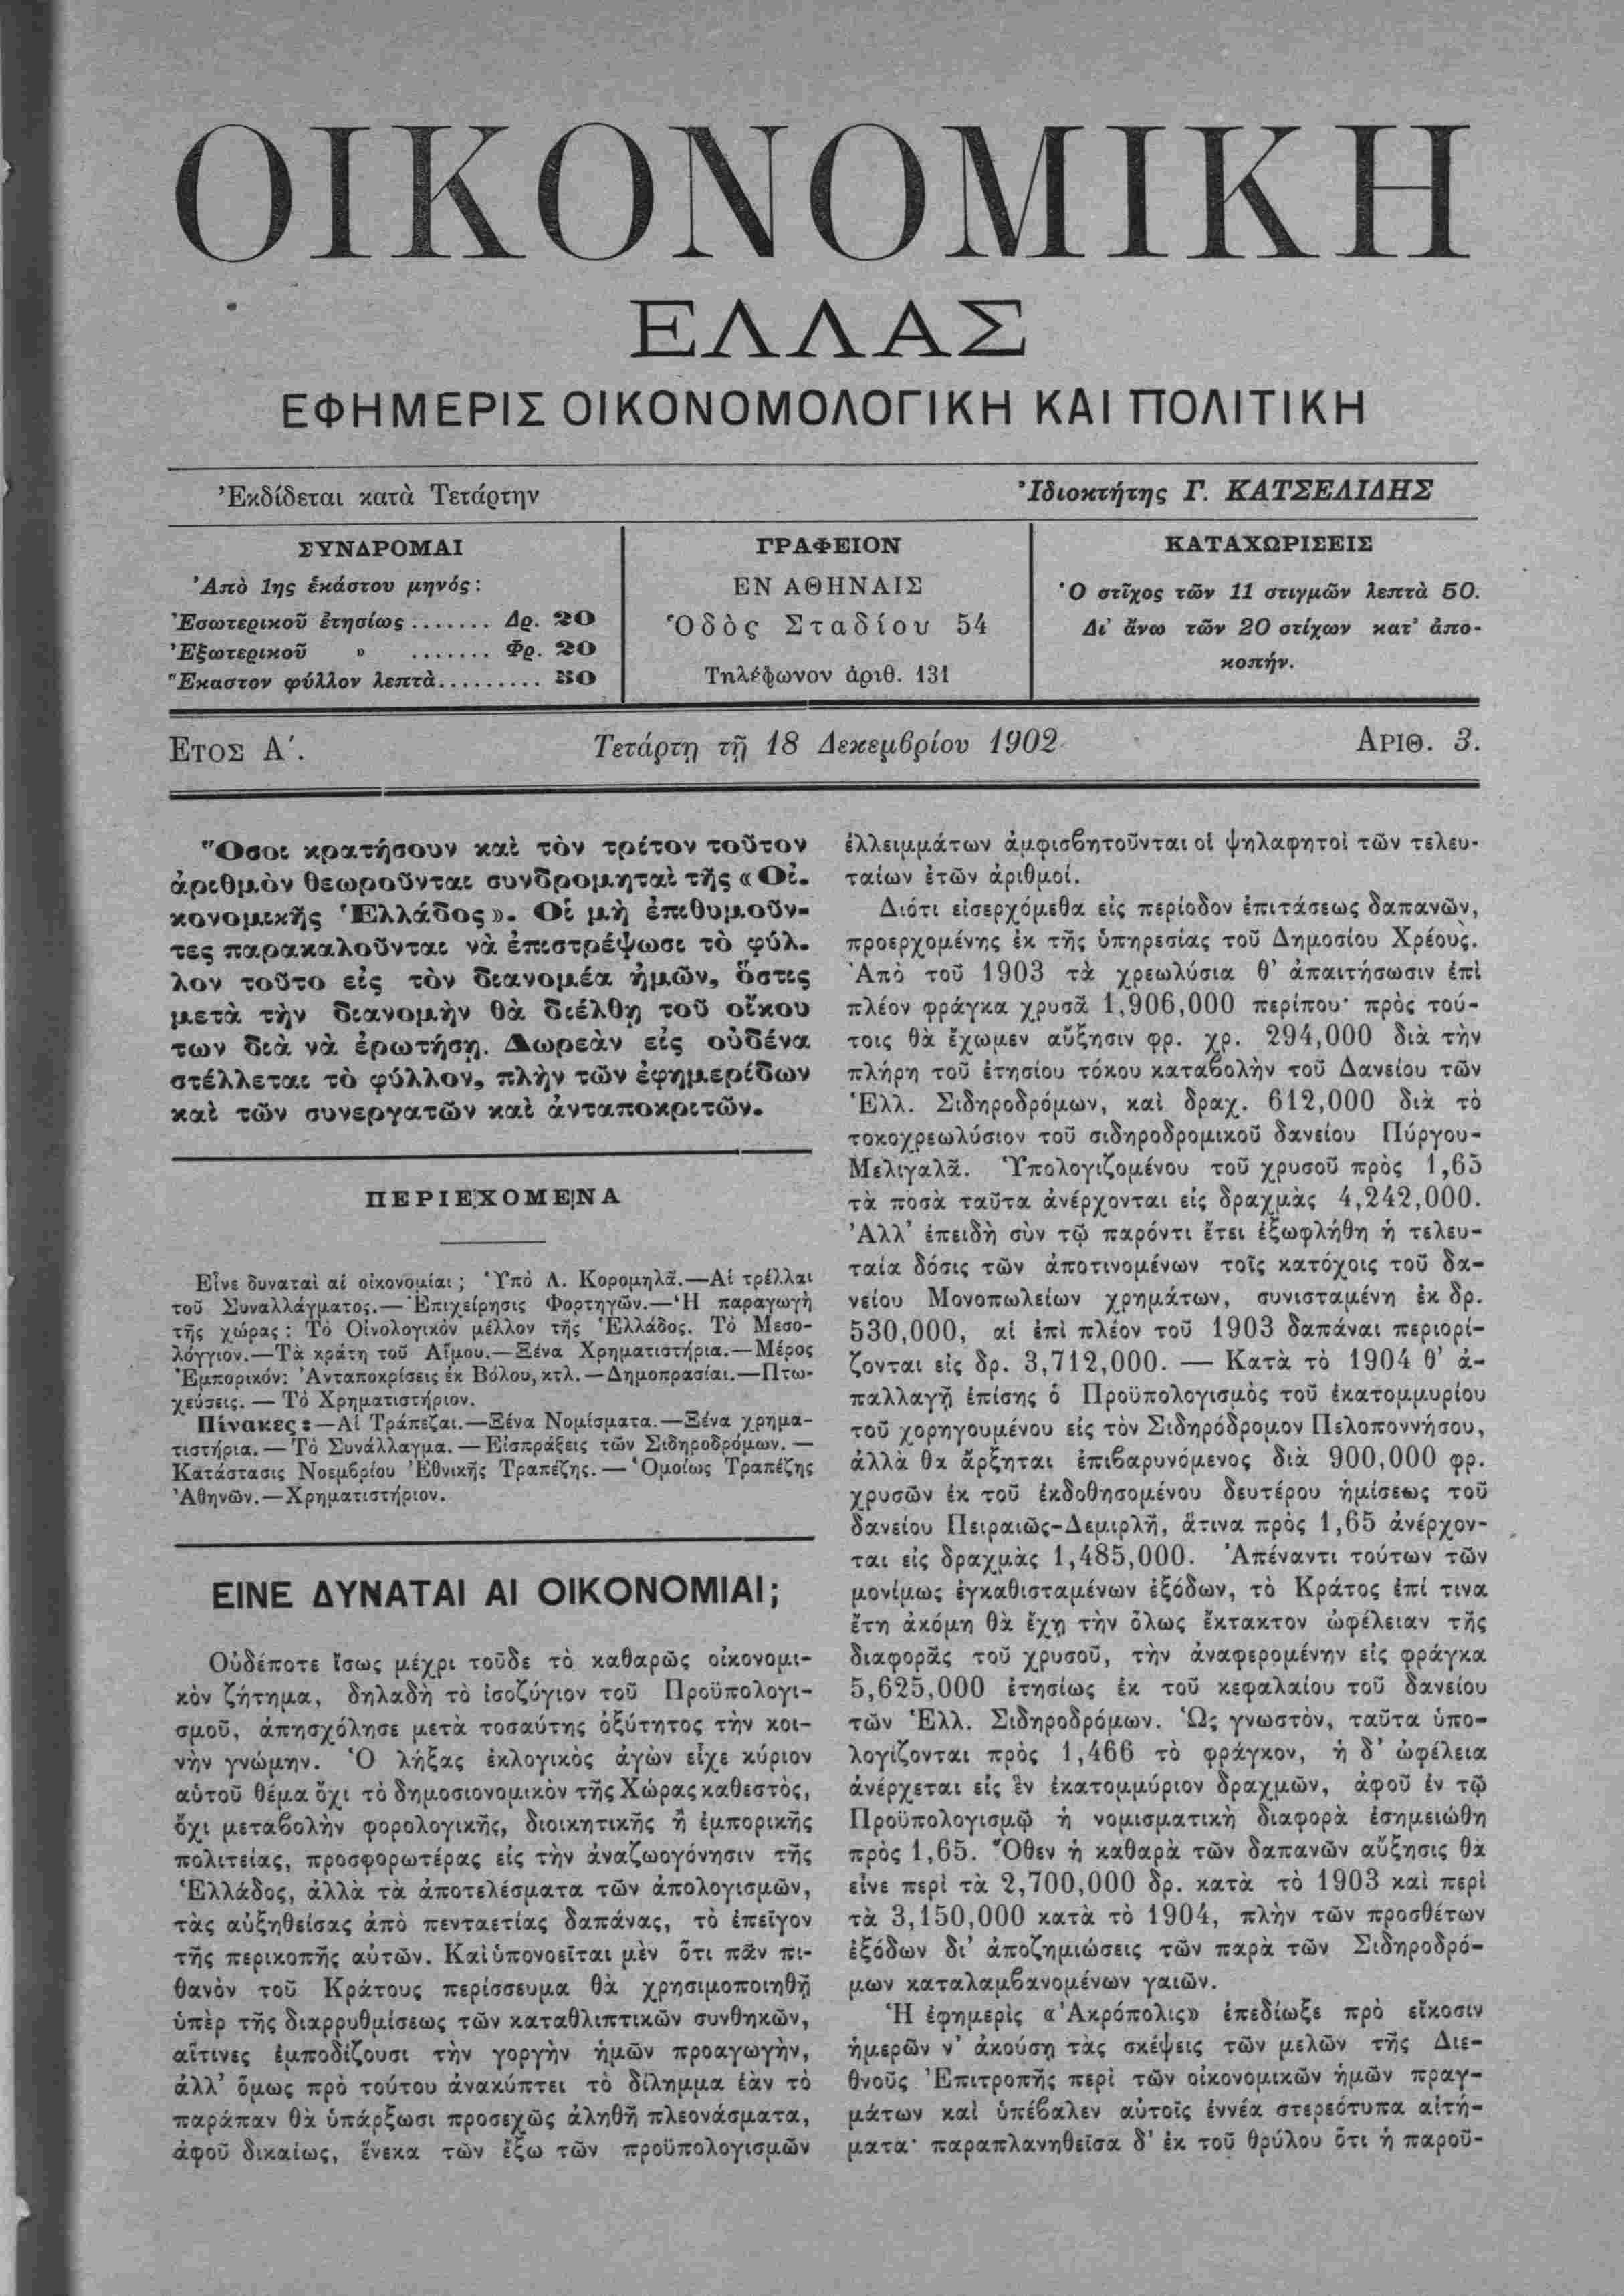 ΟΙΚΟΝΟΜΙΚΗ
ΕΛΛΑΣ
ΕΦΗΜΕΡΙΣ ΟΙΚΟΝΟΜΟΛΟΓΙΚΗ ΚΑΙ ΠΟΛΙΤΙΚΗ
Ἐκδίδεται κατὰ Τετάρτην
Ἰδιοκτήτης Γ. ΚΑΤΣΕΛΙΔΗΣ
ΣΥΝΔΡΟΜΑΙ
Ἀπὸ 1ης ἑκάστου μηνός:
Ἐσωτερικοῦ ἐτησίως ....... Δρ. 20
Ἐξωτερικοῦ » ....... Φρ. 20
Ἕκαστον φύλλον λεπτὰ.......... 50
ΓΡΑΦΕΙΟΝ
ΕΝ ΑΘΗΝΑΙΣ
Ὁδὸς Σταδίου 54
Τηλέφωνον ἀριθ. 131
ΚΑΤΑΧΩΡΙΣΕΙΣ
Ὁ στῖχος τῶν 11 στιγμῶν λεπτὰ 50.
Δι' ἄνω τῶν 20 στίχων κατ' ἀπο-
κοπήν.
ΕΤΟΣ Α΄.
Τετάρτη τῇ 18 Δεκεμβρίου 1902
ΑΡΙΘ. 3.
Ὅσοι κρατήσουν καὶ τὸν τρίτον τοῦτον
ἀριθμὸν θεωροῦνται συνδρομηταὶ τῆς «Οἰ-
κονομικῆς Ἑλλάδος». Οἱ μὴ ἐπιθυμοῦν-
τες παρακαλοῦνται νὰ ἐπιστρέψωσι τὸ φύλ-
λον τοῦτο εἰς τὸν διανομέα ἡμῶν, ὅστις
μετὰ τὴν διανομὴν θὰ διέλθῃ τοῦ οἴκου
των διὰ νὰ ἐρωτήσῃ. Δωρεὰν εἰς οὐδένα
στέλλεται τὸ φύλλον, πλὴν τῶν ἐφημερίδων
καὶ τῶν συνεργατῶν καὶ ἀνταποκριτῶν.
ΠΕΡΙΕΧΟΜΕΝΑ
Εἶνε δυναταὶ αἱ οἰκονομίαι; Ὑπὸ Λ. Κορομηλᾶ.—Αἱ τρέλλαι
τοῦ Συναλλάγματος.— Ἐπιχείρησις Φορτηγῶν.—Ἡ παραγωγὴ
τῆς χώρας: Τὸ Οἰνολογικὸν μέλλον τῆς Ἑλλάδος. Τὸ Μεσο-
λόγγιον.—Τὰ κράτη τοῦ Αἵμου.—Ξένα Χρηματιστήρια.—Μέρος
Ἐμπορικόν: Ἀνταποκρίσεις ἐκ Βόλου, κτλ.—Δημοπρασίαι.—Πτω-
χεύσεις. — Τὸ Χρηματιστήριον.
Πίνακες:—Αἱ Τράπεζαι.—Ξένα Νομίσματα.—Ξένα χρημα-
τιστήρια.—Τὸ Συνάλλαγμα.—Εἰσπράξεις τῶν Σιδηροδρόμων.—
Κατάστασις Νοεμβρίου Ἐθνικῆς Τραπέζης.—Ὁμοίως Τραπέζης
Ἀθηνῶν.—Χρηματιστήριον.
ΕΙΝΕ ΔΥΝΑΤΑΙ ΑΙ ΟΙΚΟΝΟΜΙΑΙ;
Οὐδέποτε ἴσως μέχρι τοῦδε τὸ καθαρῶς οἰκονομι-
κὸν ζήτημα, δηλαδὴ τὸ ἰσοζύγιον τοῦ Προϋπολογι-
σμοῦ, ἀπησχόλησε μετὰ τοσαύτης ὀξύτητος τὴν κοι-
νὴν γνώμην. Ὁ λήξας ἐκλογικὸς ἀγὼν εἶχε κύριον
αὑτοῦ θέμα ὄχι τὸ δημοσιονομικὸν τῆς Χώρας καθεστὸς,
ὄχι μεταβολὴν φορολογικῆς, διοικητικῆς ἢ ἐμπορικῆς
πολιτείας, προσφορωτέρας εἰς τὴν ἀναζωογόνησιν τῆς
Ἑλλάδος, ἀλλὰ τὰ ἀποτελέσματα τῶν ἀπολογισμῶν,
τὰς αὐξηθείσας ἀπὸ πενταετίας δαπάνας, τὸ ἐπεῖγον
τῆς περικοπῆς αὐτῶν. Καὶ ὑπονοεῖται μὲν ὅτι πᾶν πι-
θανὸν τοῦ Κράτους περίσσευμα θὰ χρησιμοποιηθῇ
ὑπὲρ τῆς διαρρυθμίσεως τῶν καταθλιπτικῶν συνθηκῶν,
αἵτινες ἐμποδίζουσι τὴν γοργὴν ἡμῶν προαγωγὴν,
ἀλλ' ὅμως πρὸ τούτου ἀνακύπτει τὸ δίλημμα ἐὰν τὸ
παράπαν θὰ ὑπάρξωσι προσεχῶς ἀληθῆ πλεονάσματα,
ἀφοῦ δικαίως, ἕνεκα τῶν ἔξω τῶν προϋπολογισμῶν
ἐλλειμμάτων ἀμφισβητοῦνται οἱ ψηλαφητοὶ τῶν τελευ-
ταίων ἐτῶν ἀριθμοί.
Διότι εἰσερχόμεθα εἰς περίοδον ἐπιτάσεως δαπανῶν,
προερχομένης ἐκ τῆς ὑπηρεσίας τοῦ Δημοσίου Χρέους.
Ἀπὸ τοῦ 1903 τὰ χρεωλύσια θ' ἀπαιτήσωσιν ἐπὶ
πλέον φράγκα χρυσᾶ 1,906,000 περίπου· πρὸς τού-
τοις θὰ ἔχωμεν αὔξησιν φρ. χρ. 294,000 διὰ τὴν
πλήρη τοῦ ἐτησίου τόκου καταβολὴν τοῦ Δανείου τῶν
Ἑλλ. Σιδηροδρόμων, καὶ δραχ. 612,000 διὰ τὸ
τοκοχρεωλύσιον τοῦ σιδηροδρομικοῦ δανείου Πύργου-
Μελιγαλᾶ. Ὑπολογιζομένου τοῦ χρυσοῦ πρὸς 1,65
τὰ ποσὰ ταῦτα ἀνέρχονται εἰς δραχμὰς 4,242,000.
Ἀλλ' ἐπειδὴ σὺν τῷ παρόντι ἔτει ἐξωφλήθη ἡ τελευ-
ταία δόσις τῶν ἀποτινομένων τοῖς κατόχοις τοῦ δα-
νείου Μονοπωλείων χρημάτων, συνισταμένη ἐκ δρ.
530,000, αἱ ἐπὶ πλέον τοῦ 1903 δαπάναι περιορί-
ζονται εἰς δρ. 3,712,000. — Κατὰ τὸ 1904 θ' ἀ-
παλλαγῇ ἐπίσης ὁ Προϋπολογισμὸς τοῦ ἑκατομμυρίου
τοῦ χορηγουμένου εἰς τὸν Σιδηρόδρομον Πελοποννήσου,
ἀλλὰ θα ἄρξηται ἐπιβαρυνόμενος διὰ 900,000 φρ.
χρυσῶν ἐκ τοῦ ἐκδοθησομένου δευτέρου ἡμίσεως τοῦ
δανείου Πειραιῶς-Δεμιρλῆ, ἅτινα πρὸς 1,65 ἀνέρχον-
ται εἰς δραχμὰς 1,485,000. Ἀπέναντι τούτων τῶν
μονίμως ἐγκαθισταμένων ἐξόδων, τὸ Κράτος ἐπί τινα
ἔτη ἀκόμη θὰ ἔχῃ τὴν ὅλως ἔκτακτον ὠφέλειαν τῆς
διαφορᾶς τοῦ χρυσοῦ, τὴν ἀναφερομένην εἰς φράγκα
5,625,000 ἐτησίως ἐκ τοῦ κεφαλαίου τοῦ δανείου
τῶν Ἑλλ. Σιδηροδρόμων. Ὡς γνωστὸν, ταῦτα ὑπο-
λογίζονται πρὸς 1,466 τὸ φράγκον, ἡ δ' ὠφέλεια
ἀνέρχεται εἰς ἓν ἑκατομμύριον δραχμῶν, ἀφοῦ ἐν τῷ
Προϋπολογισμῷ ἡ νομισματικὴ διαφορὰ ἐσημειώθη
πρὸς 1,65. Ὅθεν ἡ καθαρὰ τῶν δαπανῶν αὔξησις θὰ
εἶνε περὶ τὰ 2,700,000 δρ. κατὰ τὸ 1903 καὶ περὶ
τὰ 3,150,000 κατὰ τὸ 1904, πλὴν τῶν προσθέτων
ἐξόδων δι' ἀποζημιώσεις τῶν παρὰ τῶν Σιδηροδρό-
μων καταλαμβανομένων γαιῶν.
Ἡ ἐφημερὶς «Ἀκρόπολις» ἐπεδίωξε πρὸ εἴκοσιν
ἡμερῶν ν' ἀκούσῃ τὰς σκέψεις τῶν μελῶν τῆς Διε-
θνοῦς Ἐπιτροπῆς περὶ τῶν οἰκονομικῶν ἡμῶν πραγ-
μάτων καὶ ὑπέβαλεν αὐτοῖς ἐννέα στερεότυπα αἰτή-
ματα· παραπλανηθεῖσα δ' ἐκ τοῦ θρύλου ὅτι ἡ παροῦ-